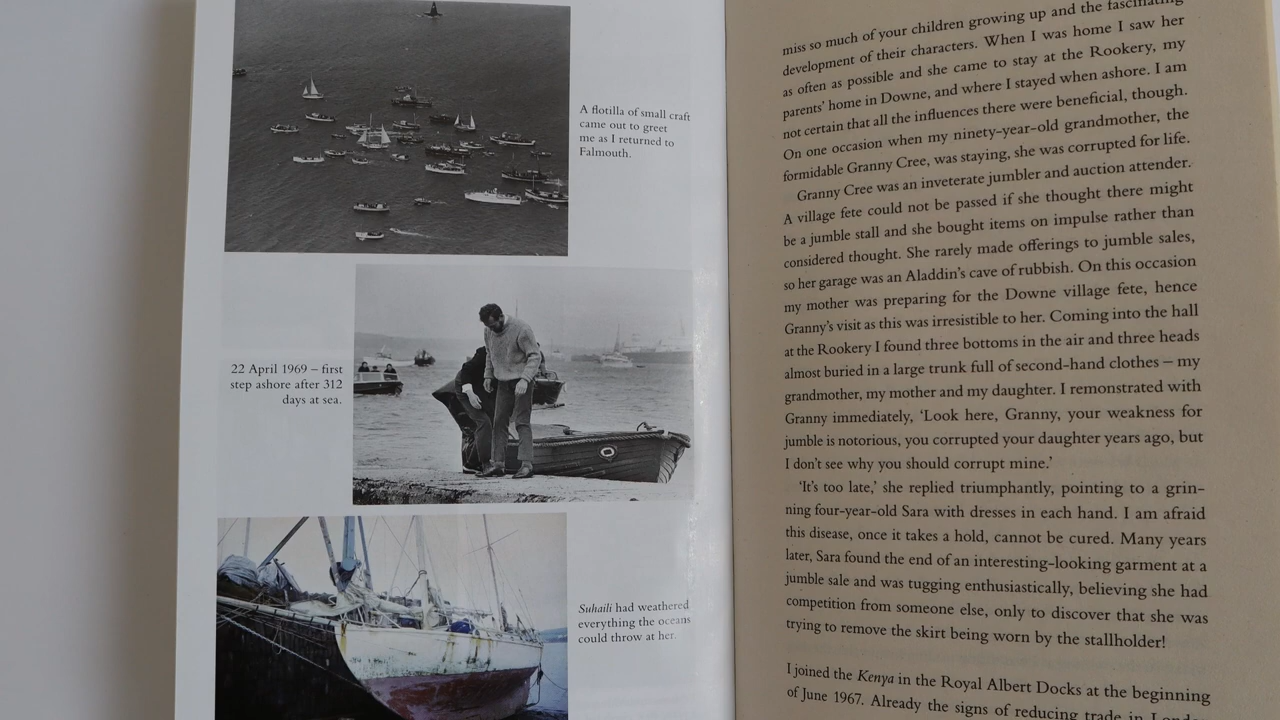 A flotilla of small craft
came out to greet
me as I returned to
Falmouth.
22 April 1969 – first
step ashore after 312
days at sea.
Suhaili had weathered
everything the oceans
could throw at her.
miss so much of your children growing up and the fascinating
development of their characters. When I was home I saw her
as often as possible and she came to stay at the Rookery, my
parents' home in Downe, and where I stayed when ashore. I am
not certain that all the influences there were beneficial, though.
On one occasion when my ninety-year-old grandmother, the
formidable Granny Cree, was staying, she was corrupted for life.
Granny Cree was an inveterate jumbler and auction attender.
A village fete could not be passed if she thought there might
be a jumble stall and she bought items on impulse rather than
considered thought. She rarely made offerings to jumble sales,
so her garage was an Aladdin's cave of rubbish. On this occasion
my mother was preparing for the Downe village fete, hence
Granny's visit as this was irresistible to her. Coming into the hall
at the Rookery I found three bottoms in the air and three heads
almost buried in a large trunk full of second-hand clothes – my
grandmother, my mother and my daughter. I remonstrated with
Granny immediately, 'Look here, Granny, your weakness for
jumble is notorious, you corrupted your daughter years ago, but
I don't see why you should corrupt mine.'
'It's too late,' she replied triumphantly, pointing to a grin-
ning four-year-old Sara with dresses in each hand. I am afraid
this disease, once it takes a hold, cannot be cured. Many years
later, Sara found the end of an interesting-looking garment at a
jumble sale and was tugging enthusiastically, believing she had
competition from someone else, only to discover that she was
trying to remove the skirt being worn by the stallholder!
I joined the Kenya in the Royal Albert Docks at the beginning
of June 1967. Already the signs of reducing trade in